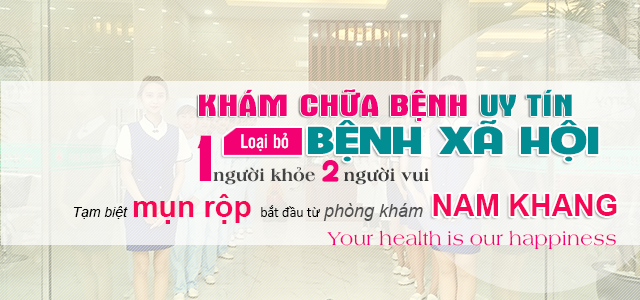 KHÁM CHỮA BỆNH UY TÍN
Loại bỏ BỆNH XÃ HỘI
1 người khỏe 2 người vui
Tạm biệt mụn rộp bắt đầu từ phòng khám NAM KHANG
Your health is our happiness